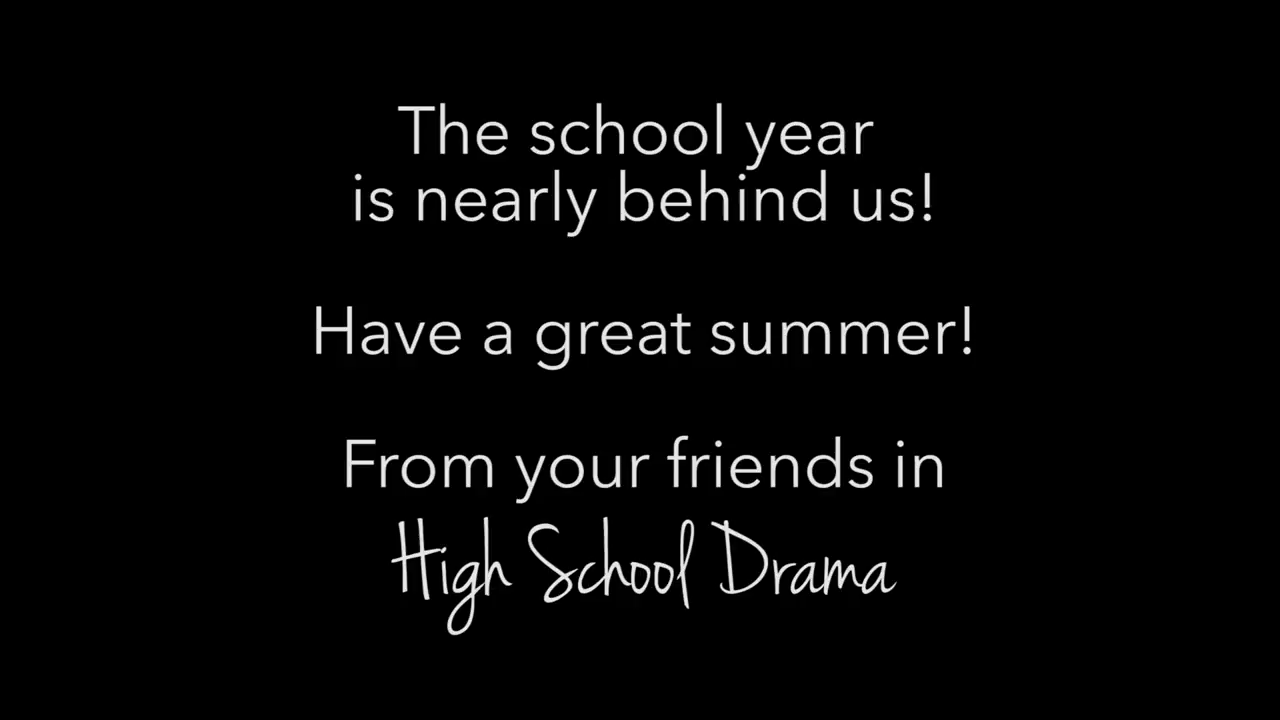 The school year
is nearly behind us!
Have a great summer!
From your friends in
High School Drama